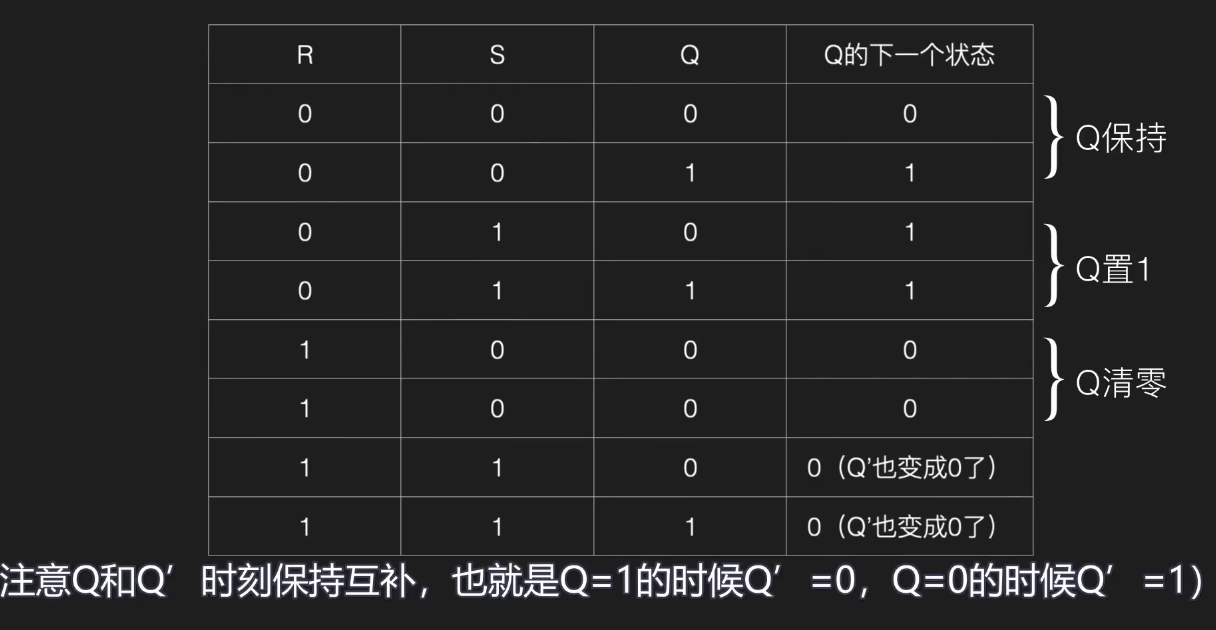 R S Q Q的下一个状态
0 0 0 0
0 0 1 1
Q保持
0 1 0 1
0 1 1 1
Q置1
1 0 0 0
1 0 0 0
Q清零
1 1 0 0（Q'也变成0了）
1 1 1 0（Q'也变成0了）
注意Q和Q′ 时刻保持互补，也就是Q=1的时候Q′ =0，Q=0的时候Q′ =1）